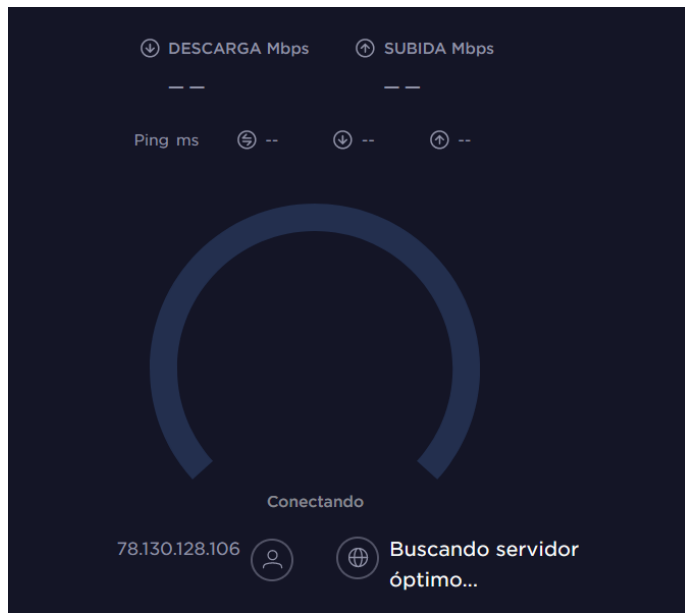 DESCARGA Mbps SUBIDA Mbps
-- --
Ping ms -- -- --
Conectando
78.130.128.106
Buscando servidor
óptimo...